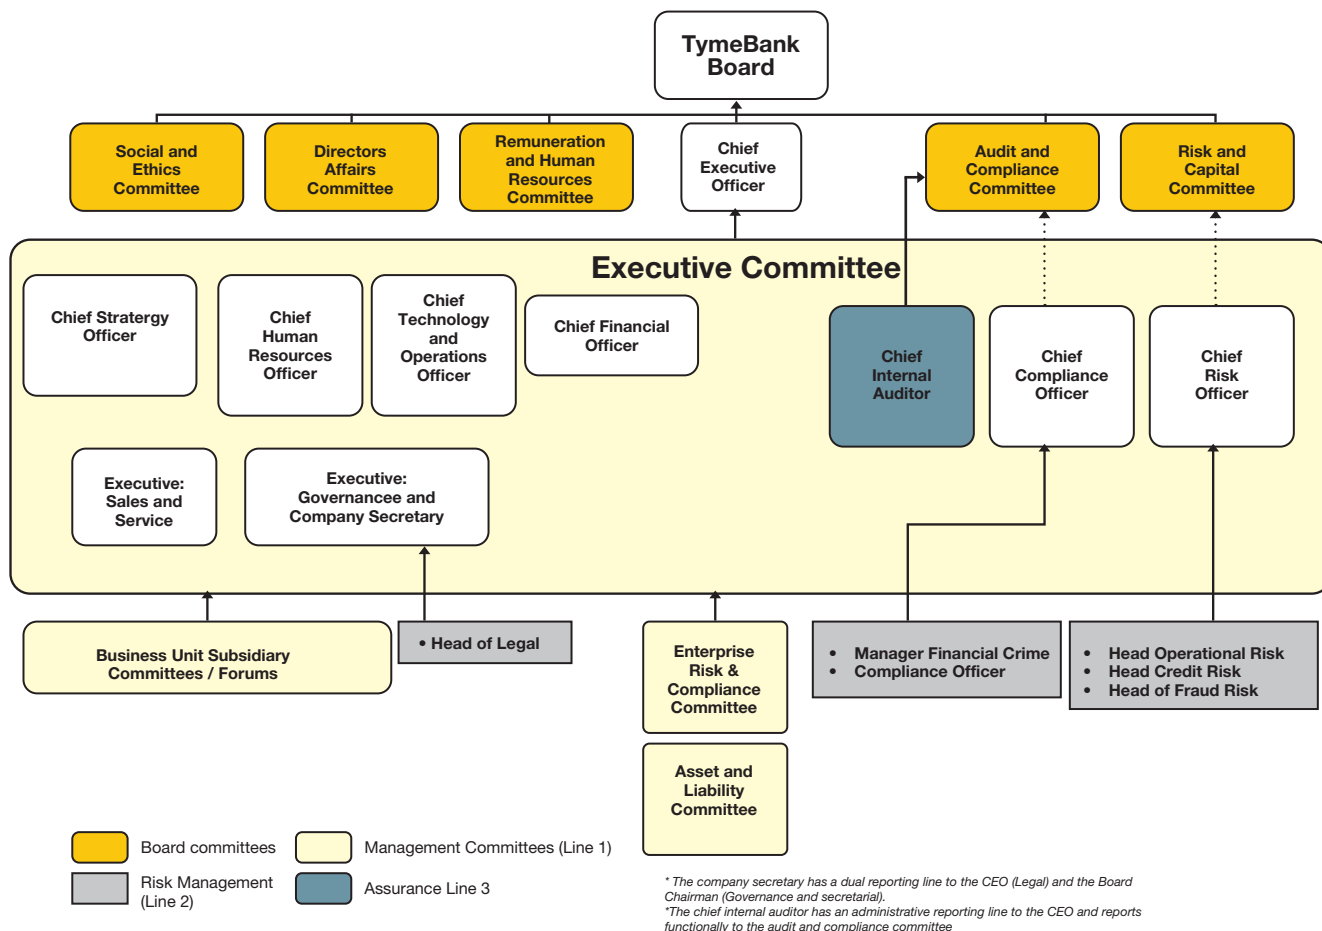 TymeBank
Board
Social and
Ethics
Committee
Directors
Affairs
Committee
Remuneration
and Human
Resources
Committee
Chief
Executive
Officer
Audit and
Compliance
Committee
Risk and
Capital
Committee
Executive Committee
Chief Stratergy
Officer
Chief
Human
Resources
Officer
Chief
Technology
and
Operations
Officer
Chief Financial
Officer
Chief
Internal
Auditor
Chief
Compliance
Officer
Chief
Risk
Officer
Executive:
Sales and
Service
Executive:
Governancee and
Company Secretary
Business Unit Subsidiary
Committees / Forums
• Head of Legal
Enterprise
Risk &
Compliance
Committee
• Manager Financial Crime
• Compliance Officer
• Head Operational Risk
• Head Credit Risk
• Head of Fraud Risk
Asset and
Liability
Committee
Board committees
Management Committees (Line 1)
Risk Management
(Line 2)
Assurance Line 3
* The company secretary has a dual reporting line to the CEO (Legal) and the Board
Chairman (Governance and secretarial).
*The chief internal auditor has an administrative reporting line to the CEO and reports
functionally to the audit and compliance committee